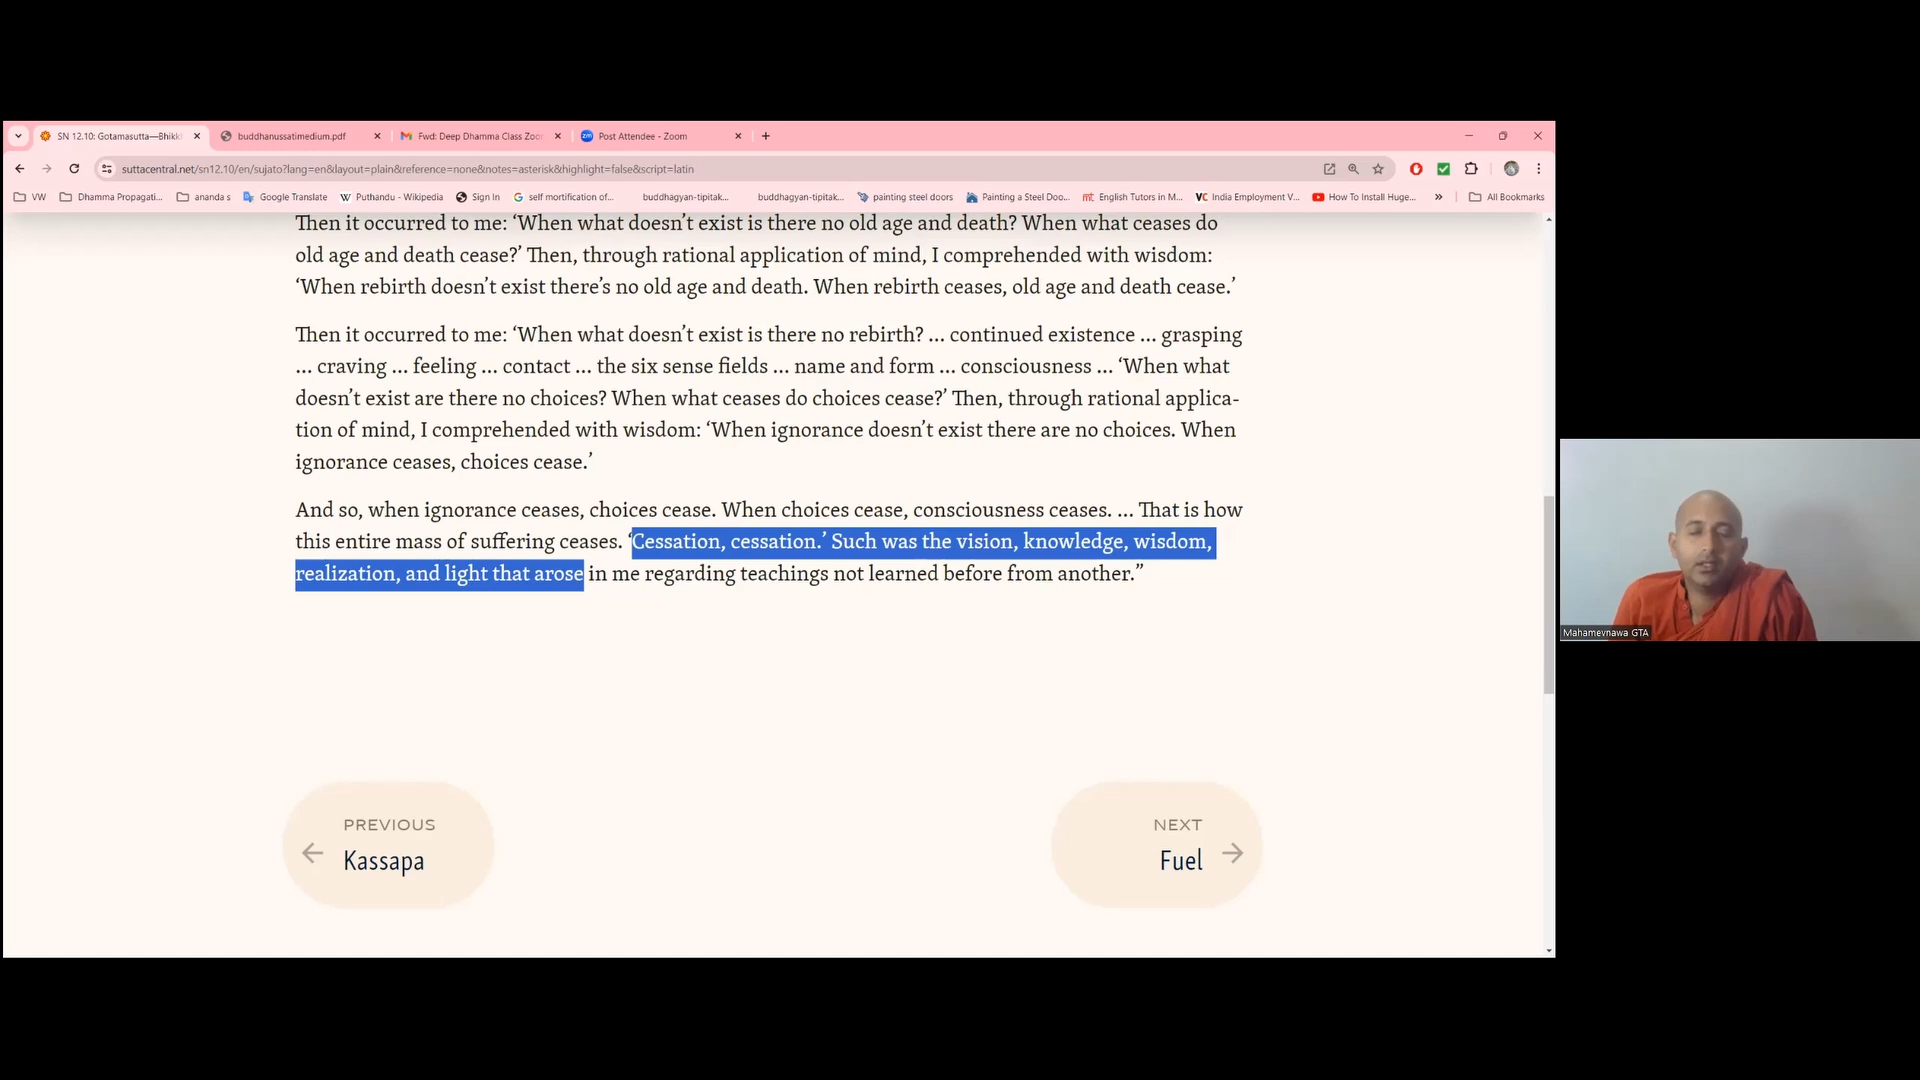 SN 12.10: Gotamasutta—Bhikkh
buddhanussatimedium.pdf
Fwd: Deep Dhamma Class Zoo
zm
Post Attendee - Zoom
suttacentral.net/sn12.10/en/sujato?lang=en&layout=plain&reference=none&notes=asterisk&highlight=false&script=latin
VW
Dhamma Propagati...
ananda s
Google Translate
W
Puthandu - Wikipedia
Sign In
G
self mortification of...
buddhagyan-tipitak...
buddhagyan-tipitak...
painting steel doors
Painting a Steel Doo...
mt
English Tutors in M...
VC
India Employment V...
How To Install Huge...
»
All Bookmarks
Then it occurred to me: ‘When what doesn’t exist is there no old age and death? When what ceases do
old age and death cease?’ Then, through rational application of mind, I comprehended with wisdom:
‘When rebirth doesn’t exist there’s no old age and death. When rebirth ceases, old age and death cease.’
Then it occurred to me: ‘When what doesn’t exist is there no rebirth? … continued existence … grasping
… craving … feeling … contact … the six sense fields … name and form … consciousness … ‘When what
doesn’t exist are there no choices? When what ceases do choices cease?’ Then, through rational applica-
tion of mind, I comprehended with wisdom: ‘When ignorance doesn’t exist there are no choices. When
ignorance ceases, choices cease.’
And so, when ignorance ceases, choices cease. When choices cease, consciousness ceases. … That is how
this entire mass of suffering ceases. ‘Cessation, cessation.’ Such was the vision, knowledge, wisdom,
realization, and light that arose in me regarding teachings not learned before from another.”
PREVIOUS
Kassapa
NEXT
Fuel
Mahamevnawa GTA